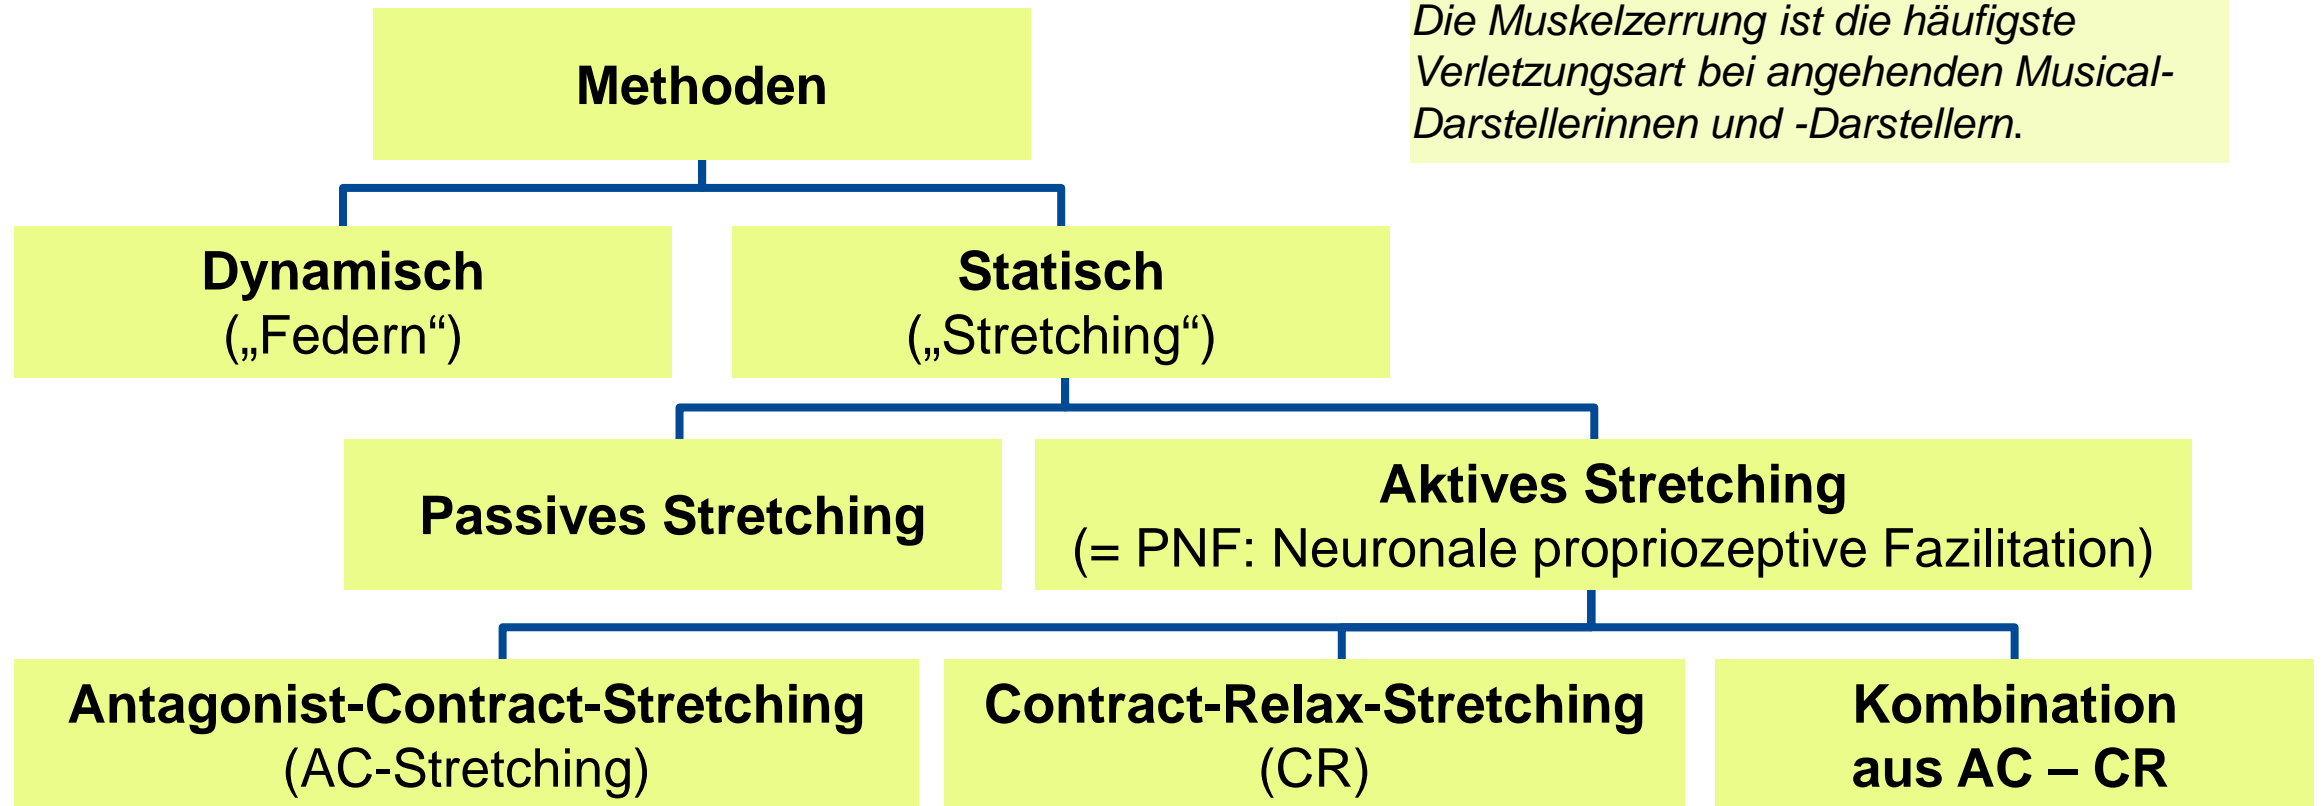 Die Muskelzerrung ist die häufigste
Verletzungsart bei angehenden Musical-
Darstellerinnen und -Darstellern.
Methoden
Dynamisch
(„Federn“)
Statisch
(„Stretching“)
Passives Stretching
Aktives Stretching
(= PNF: Neuronale propriozeptive Fazilitation)
Antagonist-Contract-Stretching
(AC-Stretching)
Contract-Relax-Stretching
(CR)
Kombination
aus AC – CR